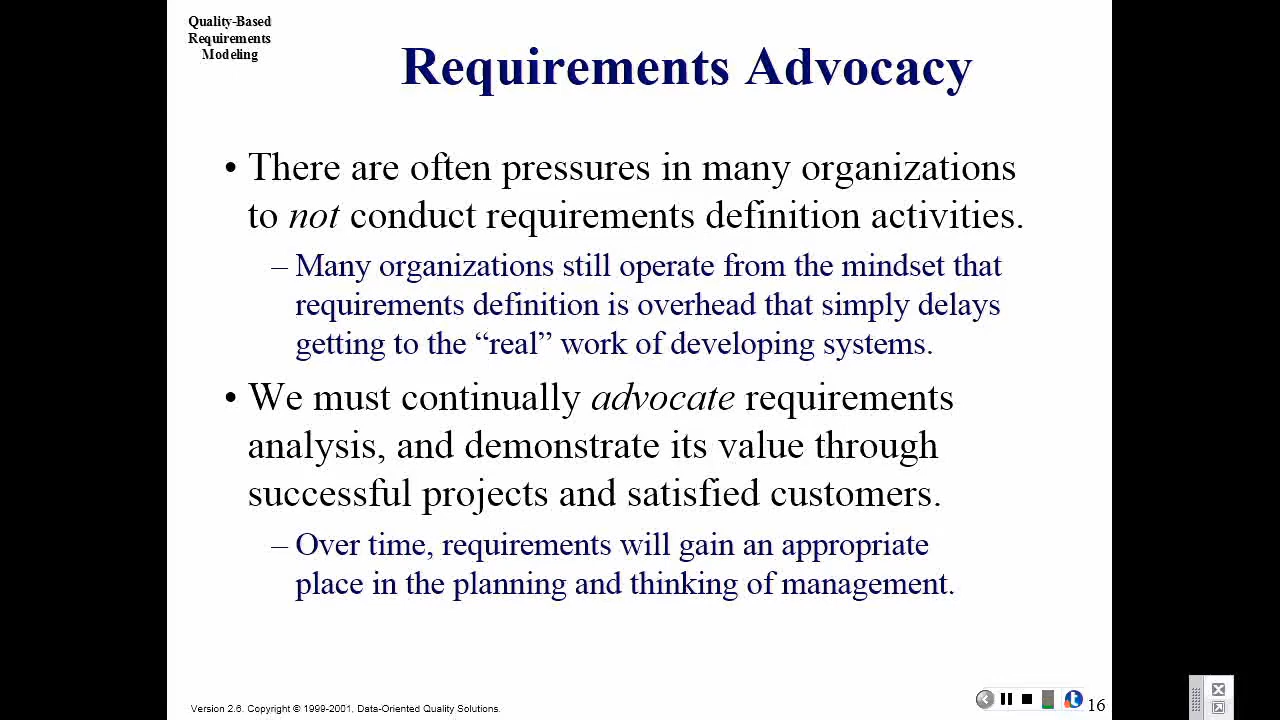 Quality-Based
Requirements
Modeling
Requirements Advocacy
• There are often pressures in many organizations
to not conduct requirements definition activities.
– Many organizations still operate from the mindset that
requirements definition is overhead that simply delays
getting to the “real” work of developing systems.
• We must continually advocate requirements
analysis, and demonstrate its value through
successful projects and satisfied customers.
– Over time, requirements will gain an appropriate
place in the planning and thinking of management.
Version 2.6. Copyright © 1999-2001, Data-Oriented Quality Solutions.
t
16